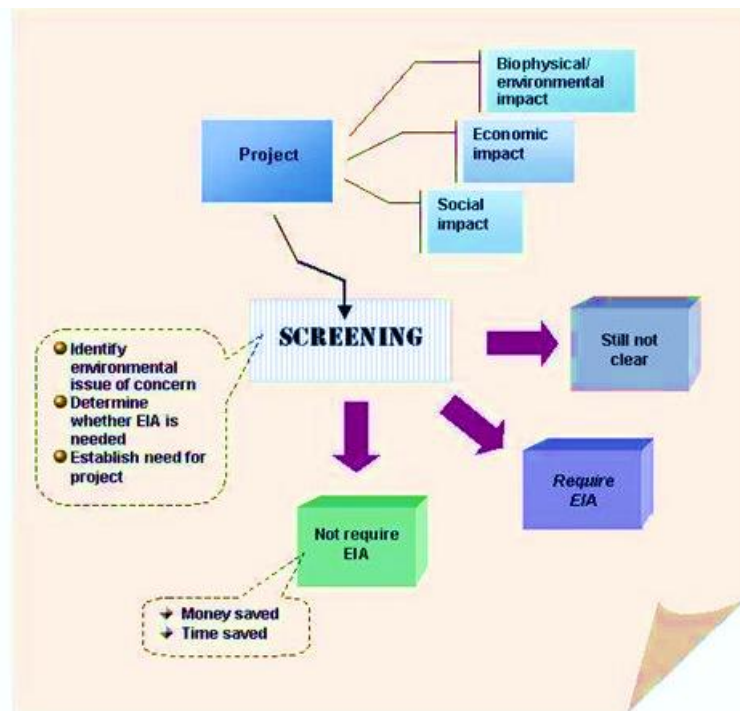 Biophysical/
environmental
impact
Project
Economic
impact
Social
impact
SCREENING
Still not
clear
Identify
environmental
issue of concern
Determine
whether EIA is
needed
Establish need for
project
Require
EIA
Not require
EIA
Money saved
Time saved